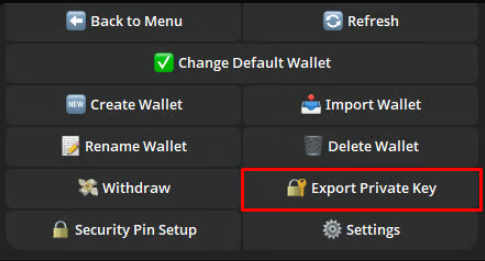 Back to Menu
Refresh
Change Default Wallet
NEW Create Wallet
Import Wallet
Rename Wallet
Delete Wallet
Withdraw
Export Private Key
Security Pin Setup
Settings